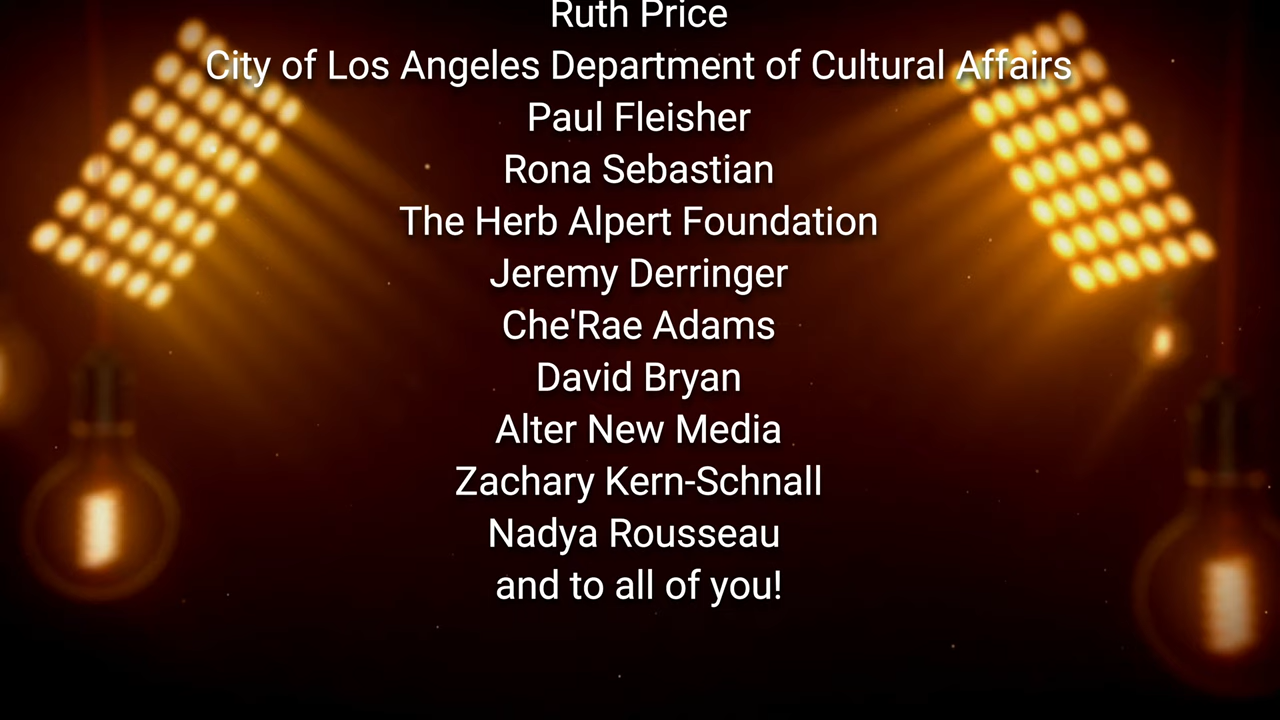 Ruth Price
City of Los Angeles Department of Cultural Affairs
Paul Fleisher
Rona Sebastian
The Herb Alpert Foundation
Jeremy Derringer
Che'Rae Adams
David Bryan
Alter New Media
Zachary Kern-Schnall
Nadya Rousseau
and to all of you!